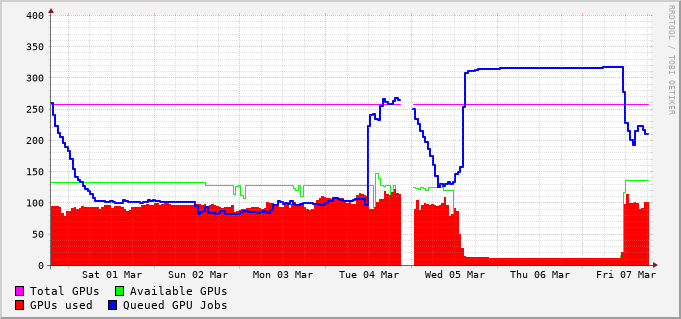 400
350
300
250
200
150
100
50
0
Sat 01 Mar Sun 02 Mar Mon 03 Mar Tue 04 Mar Wed 05 Mar Thu 06 Mar Fri 07 Mar
Total GPUs Available GPUs
GPUs used Queued GPU Jobs
RRDTOOL / TOBI OETIKER